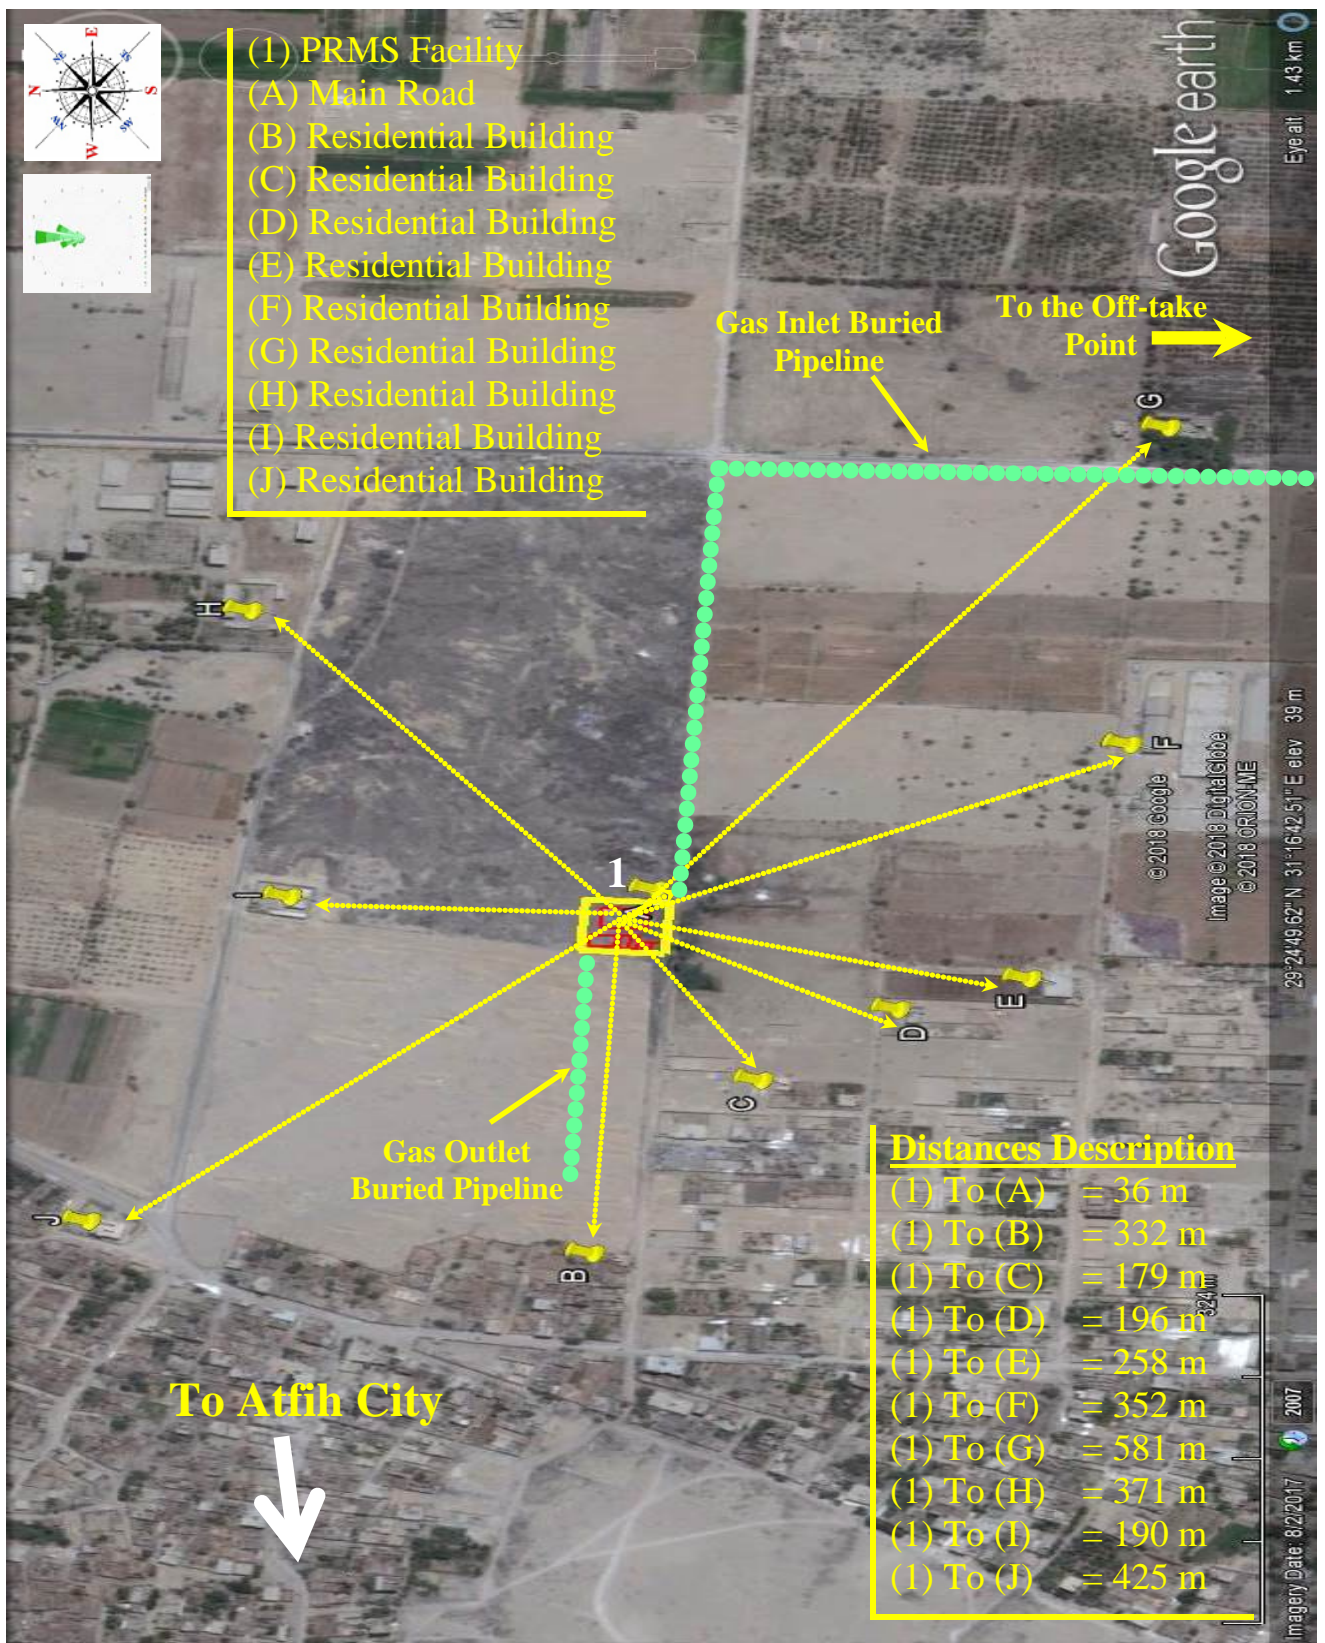 N
E
S
W
NE
SE
SW
(1) PRMS Facility
(A) Main Road
(B) Residential Building
(C) Residential Building
(D) Residential Building
(E) Residential Building
(F) Residential Building
(G) Residential Building
(H) Residential Building
(I) Residential Building
(J) Residential Building
Google earth
Eye alt 1.43 km
Gas Inlet Buried
Pipeline
To the Off-take
Point
G
H
F
© 2018 Google
Image © 2018 DigitalGlobe
© 2018 ORION-ME
29°24'49.62" N 31°16'42.51" E elev 39 m
1
I
E
D
C
J
B
Gas Outlet
Buried Pipeline
To Atfih City
Distances Description
(1) To (A) = 36 m
(1) To (B) = 332 m
(1) To (C) = 179 m
(1) To (D) = 196 m
(1) To (E) = 258 m
(1) To (F) = 352 m
(1) To (G) = 581 m
(1) To (H) = 371 m
(1) To (I) = 190 m
(1) To (J) = 425 m
324 m
2007
Imagery Date: 8/2/2017